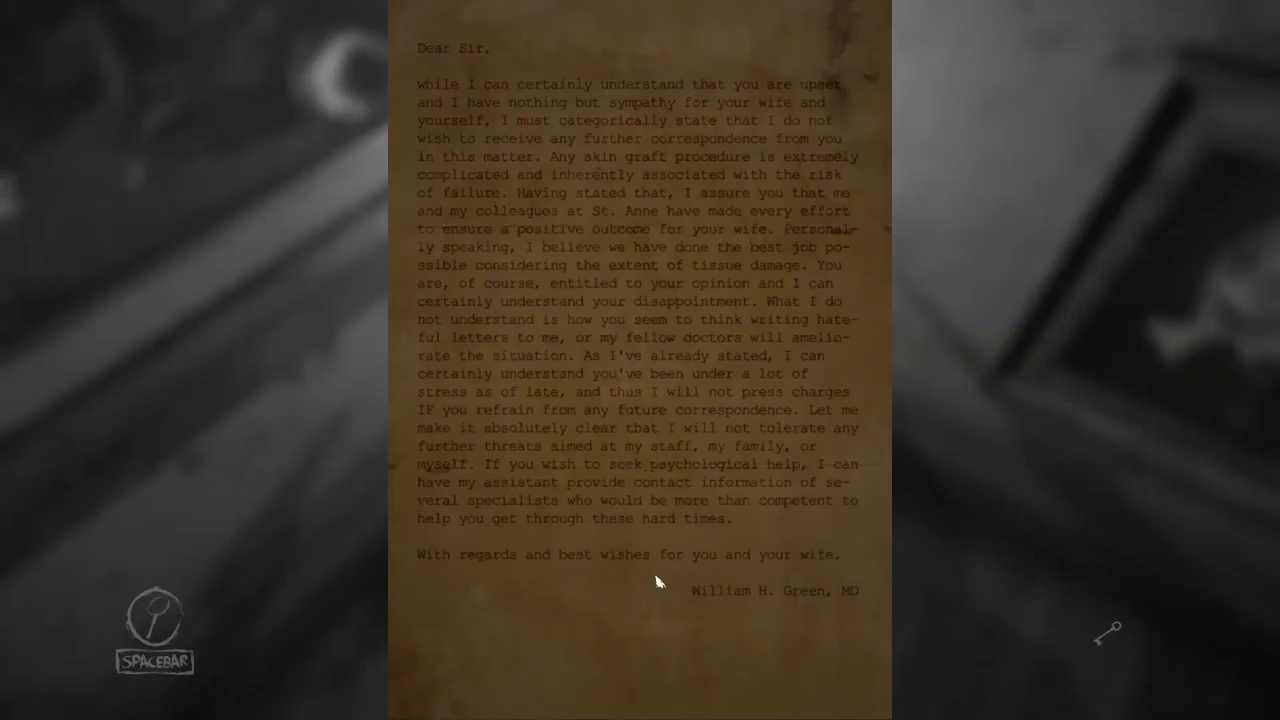 Dear Sir,
while I can certainly understand that you are upset
and I have nothing but sympathy for your wife and
yourself, I must categorically state that I do not
wish to receive any further correspondence from you
in this matter. Any skin graft procedure is extremely
complicated and inherently associated with the risk
of failure. Having stated that, I assure you that me
and my colleagues at St. Anne have made every effort
to ensure a positive outcome for your wife. Personal-
ly speaking, I believe we have done the best job po-
ssible considering the extent of tissue damage. You
are, of course, entitled to your opinion and I can
certainly understand your disappointment. What I do
not understand is how you seem to think writing hate-
ful letters to me, or my fellow doctors will amelio-
rate the situation. As I've already stated, I can
certainly understand you've been under a lot of
stress as of late, and thus I will not press charges
IF you refrain from any future correspondence. Let me
make it absolutely clear that I will not tolerate any
further threats aimed at my staff, my family, or
myself. If you wish to seek psychological help, I can
have my assistant provide contact information of se-
veral specialists who would be more than competent to
help you get through these hard times.
With regards and best wishes for you and your wife.
William H. Green, MD
SPACEBAR